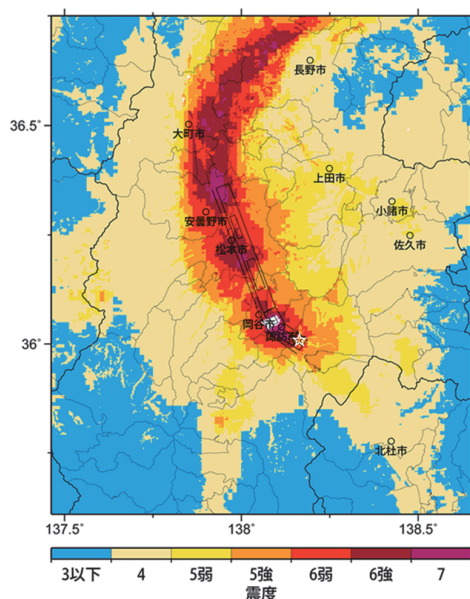 長野市
36.5°
大町市
上田市
小諸市
安曇野市
佐久市
松本市
岡谷市
諏訪市
36°
北杜市
137.5°
138°
138.5°
3以下
4
5弱
5強
6弱
6強
7
震度